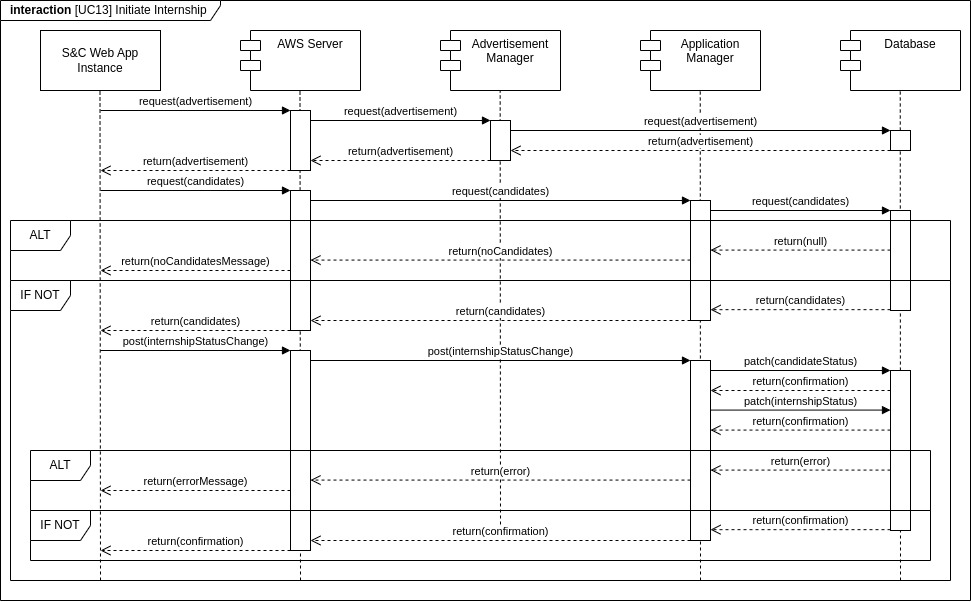 interaction [UC13] Initiate Internship
S&C Web App
Instance
AWS Server
Advertisement
Manager
Application
Manager
Database
request(advertisement)
request(advertisement)
request(advertisement)
return(advertisement)
return(advertisement)
return(advertisement)
request(candidates)
request(candidates)
request(candidates)
ALT
return(null)
return(noCandidatesMessage)
return(noCandidates)
IF NOT
return(candidates)
return(candidates)
return(candidates)
post(internshipStatusChange)
post(internshipStatusChange)
patch(candidateStatus)
return(confirmation)
patch(internshipStatus)
return(confirmation)
ALT
return(error)
return(error)
return(errorMessage)
IF NOT
return(confirmation)
return(confirmation)
return(confirmation)